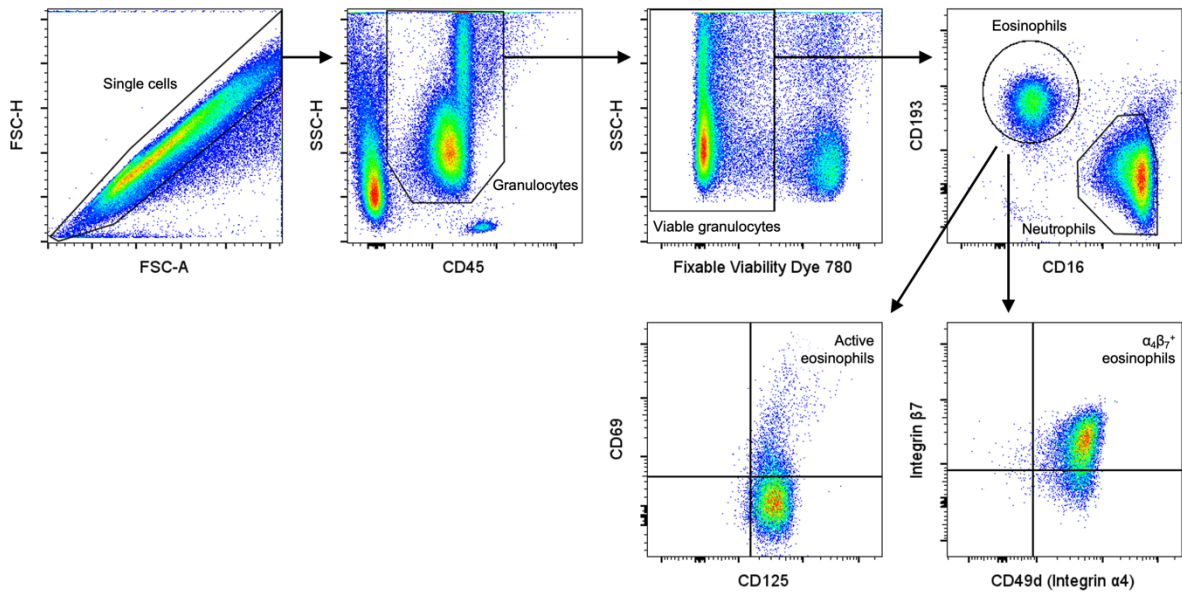 FSC-H
Single cells
FSC-A
SSC-H
Granulocytes
CD45
SSC-H
Viable granulocytes
Fixable Viability Dye 780
CD193
Eosinophils
Neutrophils
CD16
CD69
Active
eosinophils
CD125
Integrin β7
α₄β₇⁺
eosinophils
CD49d (Integrin α4)